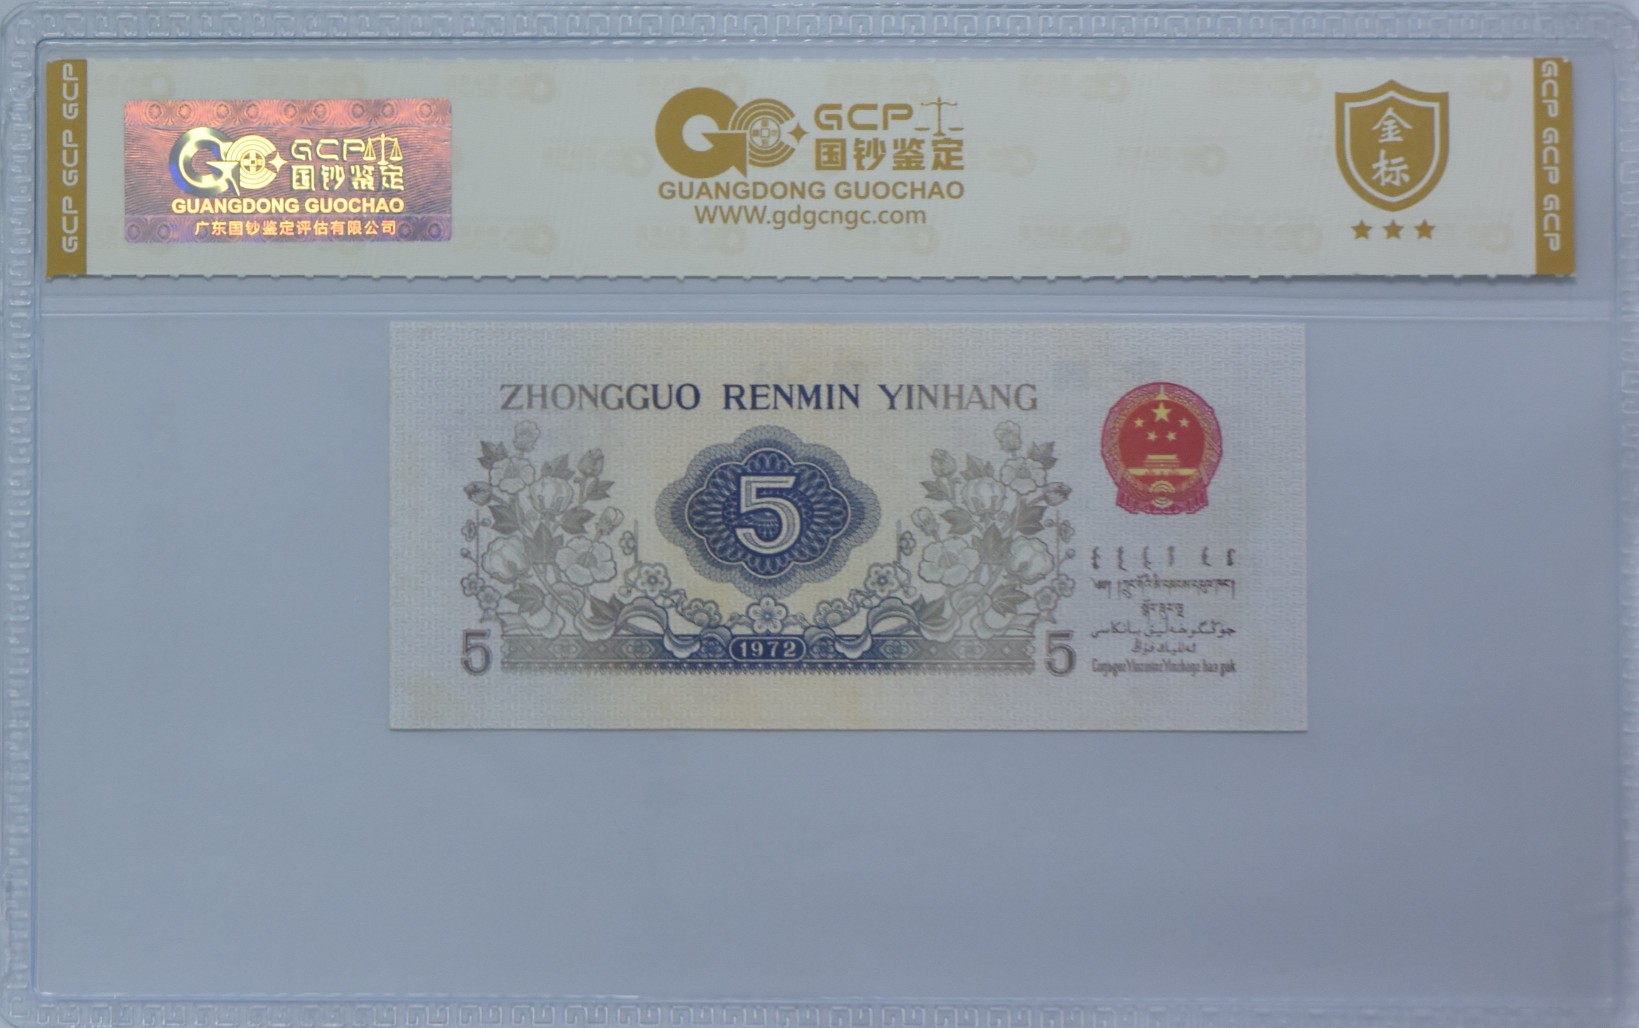 GCP GCP GCP
GCP 国钞鉴定
GUANGDONG GUOCHAO
广东国钞鉴定评估有限公司
GCP
国钞鉴定
GUANGDONG GUOCHAO
WWW.gdgcngc.com
金标
GCP GCP GCP
ZHONGGUO RENMIN YINHANG
5
5
1972
5